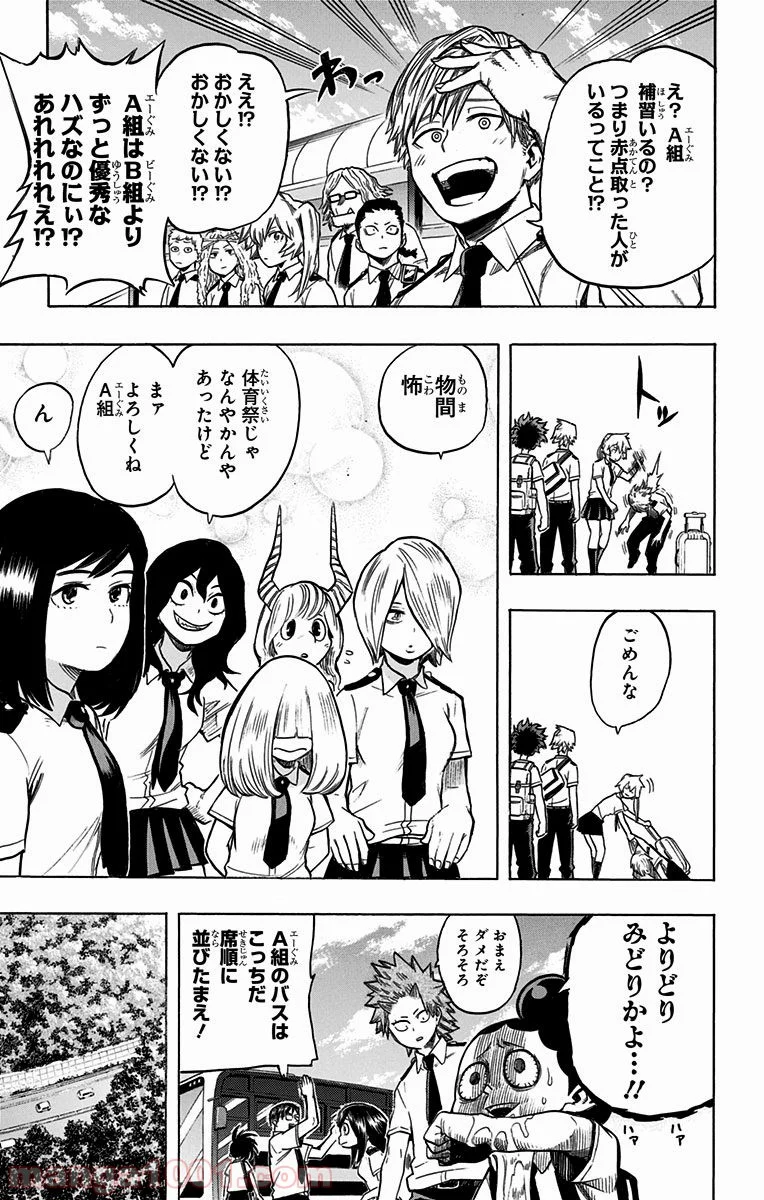 え?A組
補習いるの?
つまり赤点取った人が
いるってこと!?
わっ
ええ!?
おかしくない!?
おかしくない!?
A組はB組より
ずっと優秀な
ハズなのにぃ!?
あれれれれえ!?
トッ
ごめんな
物間
怖
体育祭じゃ
なんやかんや
あったけど
まァ
よろしくね
A組
ん
よりどり
みどりかよ…!!
ハァ
ハァ
おまえ
ダメだぞ
そろそろ
A組のバスは
こっちだ
席順に
並びたまえ!